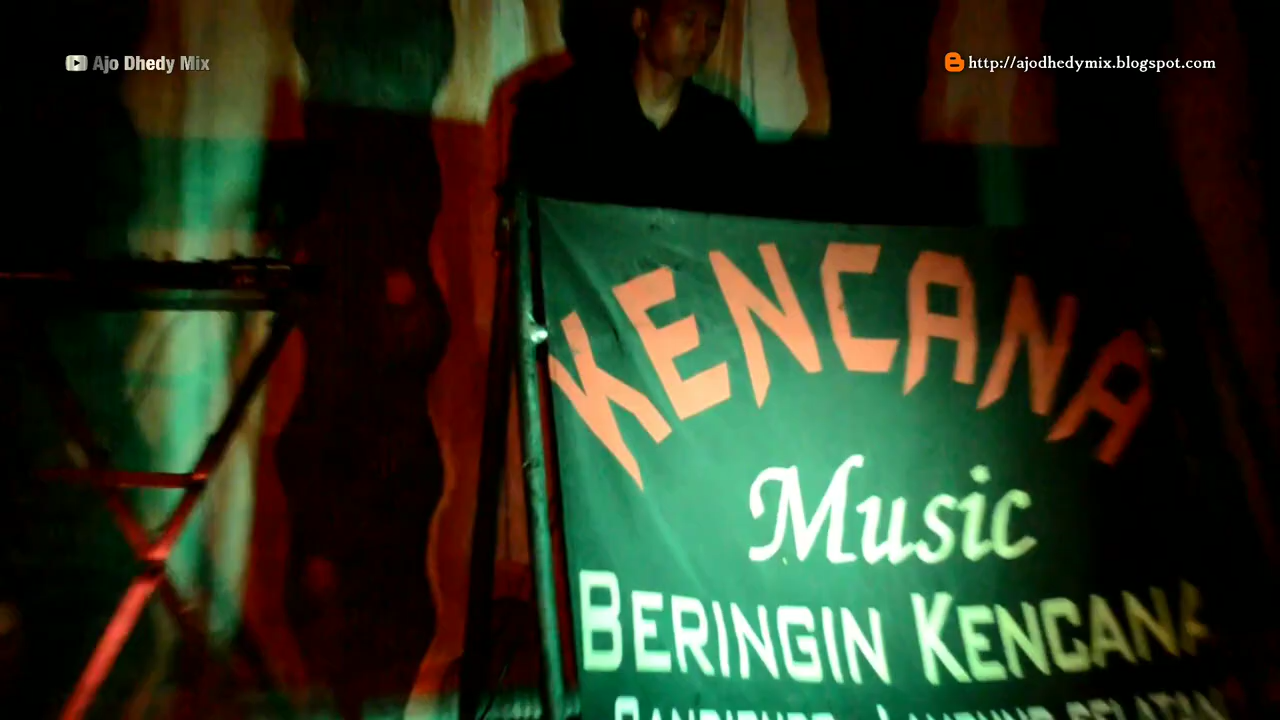 Ajo Dhedy Mix
http://ajodhedymix.blogspot.com
KENCANA
Music
BERINGIN KENCANA